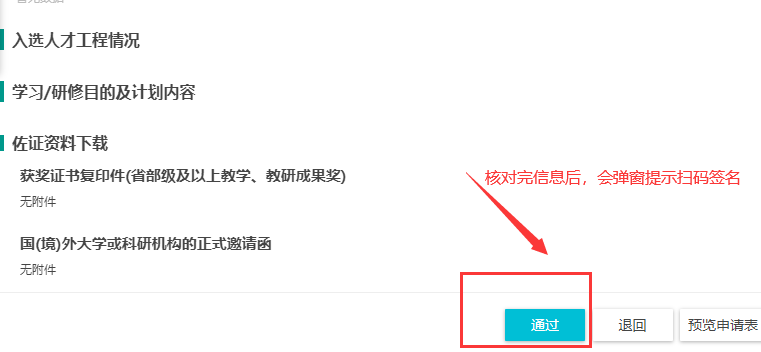 暂无数据
入选人才工程情况
学习/研修目的及计划内容
佐证资料下载
获奖证书复印件(省部级及以上教学、教研成果奖)
核对完信息后，会弹窗提示扫码签名
无附件
国(境)外大学或科研机构的正式邀请函
无附件
通过
退回
预览申请表